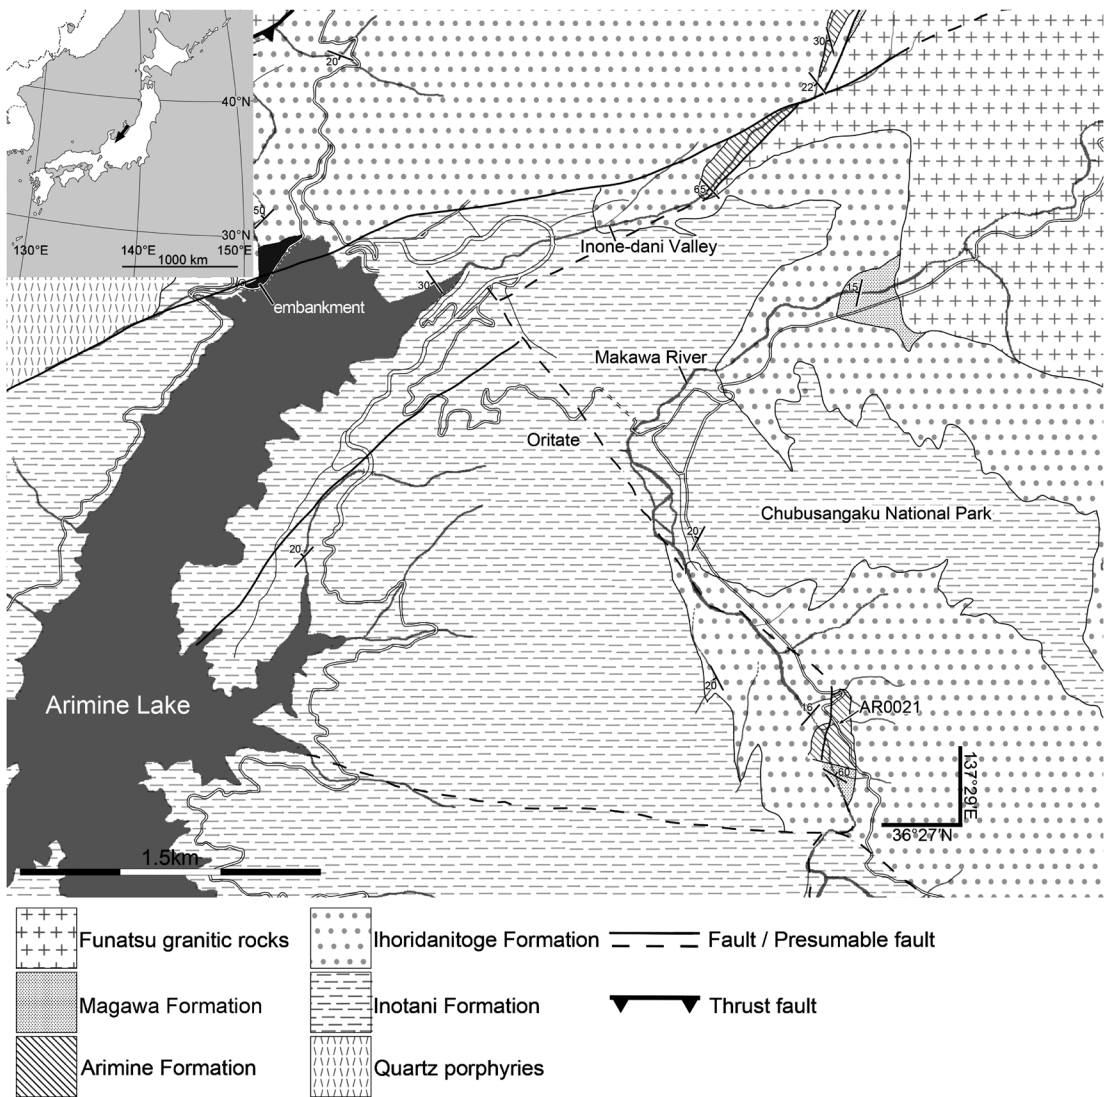 30
20
22
40°N
65
50
30°N
130°E
140°E
150°E
1000 km
Inone-dani Valley
30
15
embankment
Makawa River
Oritate
Chubusangaku National Park
20
20
20
Arimine Lake
16
AR0021
60
137°29'E
36°27'N
1.5km
Funatsu granitic rocks
Ihoridanitoge Formation
Fault / Presumable fault
Magawa Formation
Inotani Formation
Thrust fault
Arimine Formation
Quartz porphyries